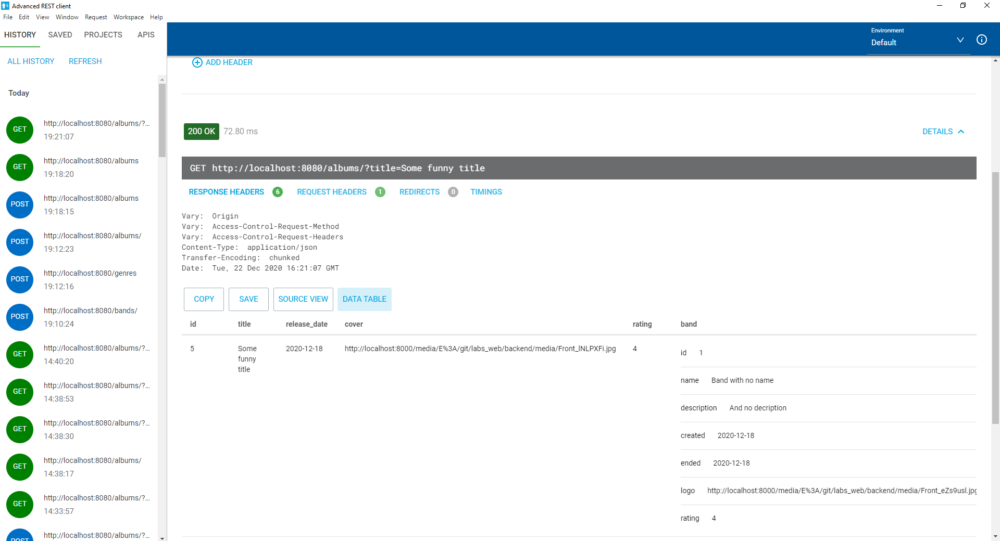 Advanced REST client
File Edit View Window Request Workspace Help
HISTORY SAVED PROJECTS APIS
Environment
Default
ALL HISTORY REFRESH
ADD HEADER
Today
GET http://localhost:8080/albums/?...
19:21:07
GET http://localhost:8080/albums
19:18:20
POST http://localhost:8080/albums
19:18:15
POST http://localhost:8080/albums/
19:12:23
POST http://localhost:8080/genres
19:12:16
POST http://localhost:8080/bands/
19:10:24
GET http://localhost:8080/albums/?...
14:40:20
GET http://localhost:8080/albums/?...
14:38:53
GET http://localhost:8080/albums/?...
14:38:30
GET http://localhost:8080/albums/
14:38:17
GET http://localhost:8080/albums/?...
14:33:57
POST http://localhost:8080/albums/?...
200 OK 72.80 ms DETAILS
GET http://localhost:8080/albums/?title=Some funny title
RESPONSE HEADERS 6 REQUEST HEADERS 1 REDIRECTS 0 TIMINGS
Vary: Origin
Vary: Access-Control-Request-Method
Vary: Access-Control-Request-Headers
Content-Type: application/json
Transfer-Encoding: chunked
Date: Tue, 22 Dec 2020 16:21:07 GMT
COPY SAVE SOURCE VIEW DATA TABLE
id title release_date cover rating band
5 Some funny title 2020-12-18 http://localhost:8000/media/E%3A/git/labs_web/backend/media/Front_lNLPXFi.jpg 4
id 1
name Band with no name
description And no decription
created 2020-12-18
ended 2020-12-18
logo http://localhost:8000/media/E%3A/git/labs_web/backend/media/Front_eZs9usl.jpg
rating 4